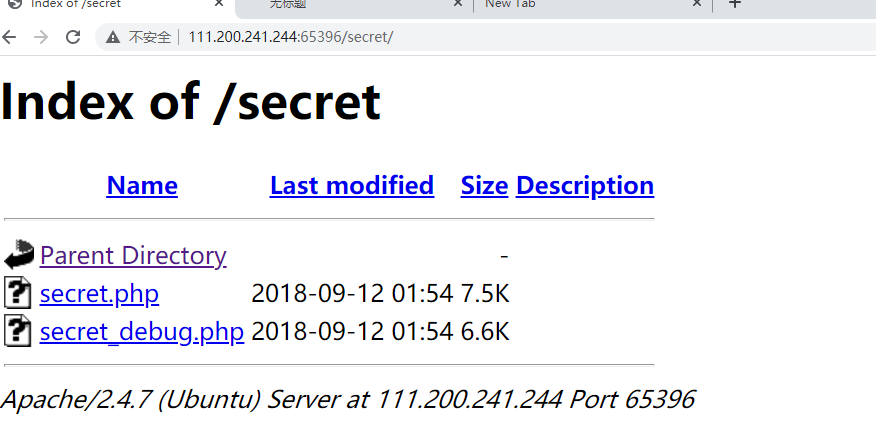 Index of /secret
无标题
New Tab
不安全 111.200.241.244:65396/secret/
Index of /secret
Name Last modified Size Description
Parent Directory -
secret.php 2018-09-12 01:54 7.5K
secret_debug.php 2018-09-12 01:54 6.6K
Apache/2.4.7 (Ubuntu) Server at 111.200.241.244 Port 65396